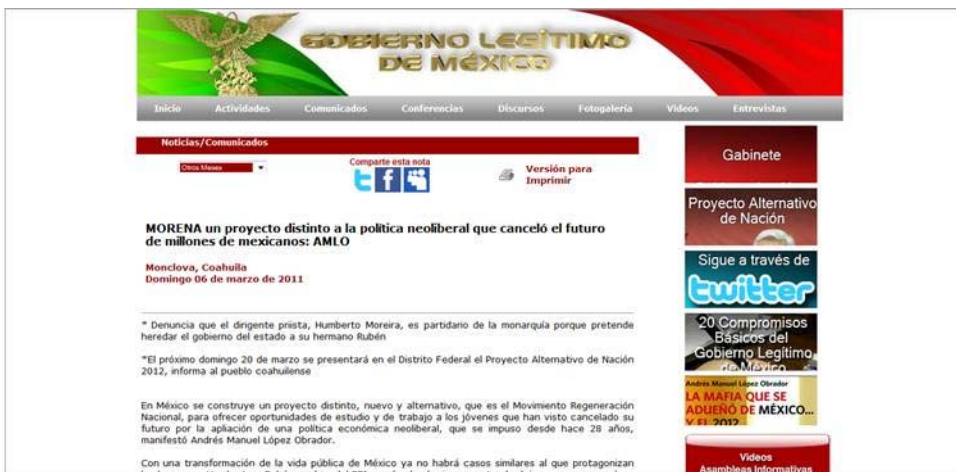 GOBIERNO LEGÍTIMO
DE MÉXICO
Inicio Actividades Comunicados Conferencias Discursos Fotogalería Videos Entrevistas
Noticias/Comunicados
Otros Meses
Comparte esta nota
Versión para
Imprimir
MORENA un proyecto distinto a la política neoliberal que canceló el futuro
de millones de mexicanos: AMLO
Monclova, Coahuila
Domingo 06 de marzo de 2011
" Denuncia que el dirigente priista, Humberto Moreira, es partidario de la monarquía porque pretende
heredar el gobierno del estado a su hermano Rubén
"El próximo domingo 20 de marzo se presentará en el Distrito Federal el Proyecto Alternativo de Nación
2012, informa al pueblo coahuilense
En México se construye un proyecto distinto, nuevo y alternativo, que es el Movimiento Regeneración
Nacional, para ofrecer oportunidades de estudio y de trabajo a los jóvenes que han visto cancelado su
futuro por la apliación de una política económica neoliberal, que se impuso desde hace 28 años,
manifestó Andrés Manuel López Obrador.
Con una transformación de la vida pública de México ya no habrá casos similares al que protagonizan
Gabinete
Proyecto Alternativo
de Nación
Sigue a través de
twitter
20 Compromisos
Básicos del
Gobierno Legítimo
de México
Andrés Manuel López Obrador
LA MAFIA QUE SE
ADUEÑÓ DE MÉXICO...
Y EL 2012
Videos
Asambleas Informativas